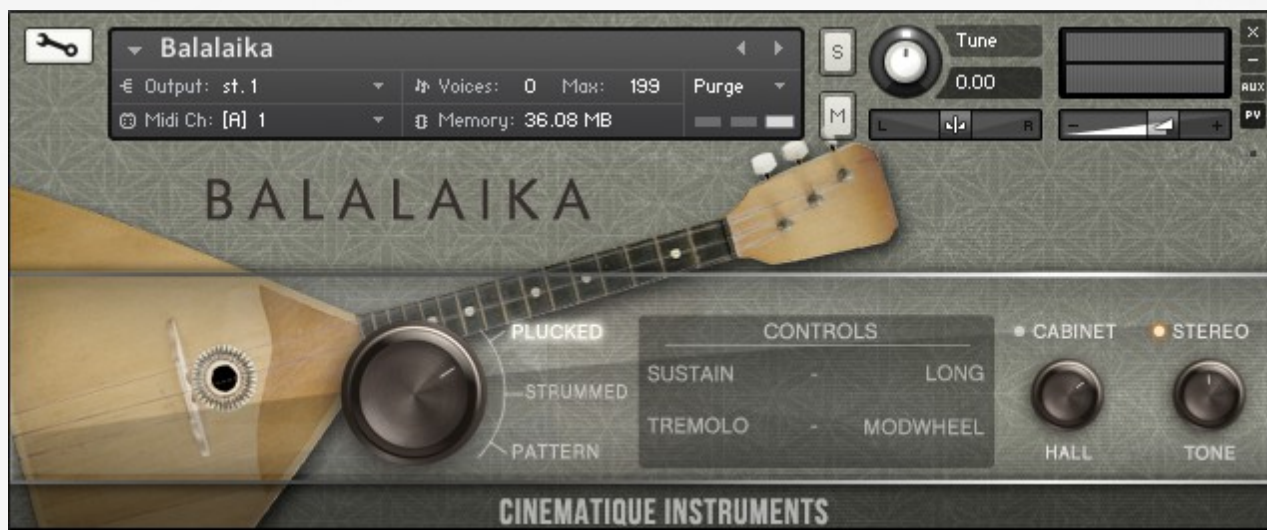 Balalaika
S
Tune
X
Output: st.1
Voices: 0 Max: 199
Purge
0.00
AUX
Midi Ch: [A] 1
Memory: 36.08 MB
M
L R
- +
PV
BALALAIKA
PLUCKED
CONTROLS
CABINET
STEREO
SUSTAIN - LONG
STRUMMED
TREMOLO - MODWHEEL
PATTERN
HALL
TONE
CINEMATIQUE INSTRUMENTS